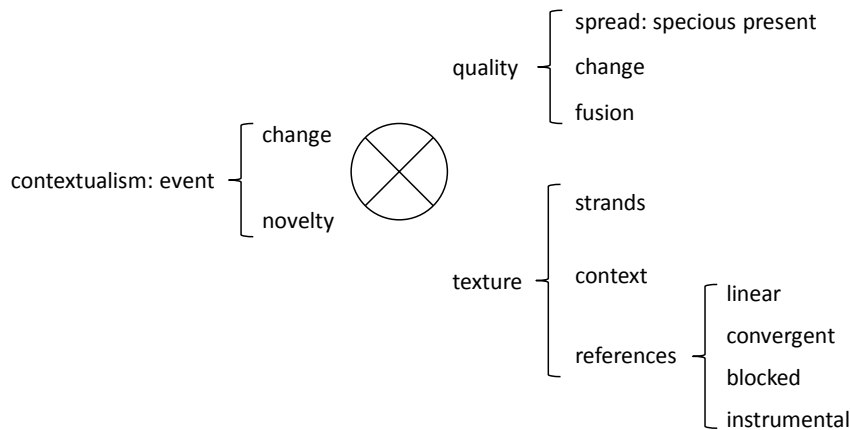 contextualism: event
change
novelty
quality
spread: specious present
change
fusion
texture
strands
context
references
linear
convergent
blocked
instrumental